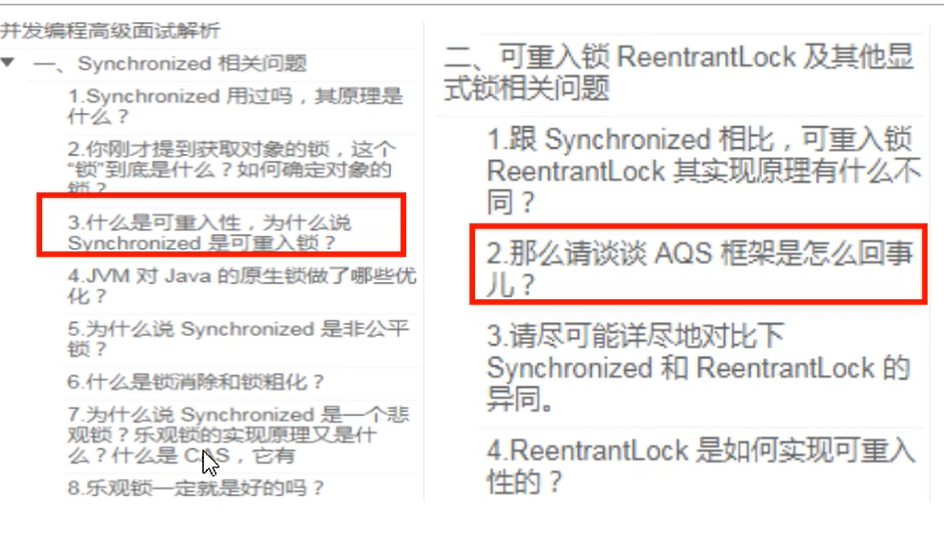 并发编程高级面试解析
一、Synchronized 相关问题
1.Synchronized 用过吗，其原理是
什么？
2.你刚才提到获取对象的锁，这个
“锁”到底是什么？如何确定对象的
锁？
3.什么是可重入性，为什么说
Synchronized 是可重入锁？
4.JVM 对 Java 的原生锁做了哪些优
化？
5.为什么说 Synchronized 是非公平
锁？
6.什么是锁消除和锁粗化？
7.为什么说 Synchronized 是一个悲
观锁？乐观锁的实现原理又是什
么？什么是 CAS，它有
8.乐观锁一定就是好的吗？
二、可重入锁 ReentrantLock 及其他显
式锁相关问题
1.跟 Synchronized 相比，可重入锁
ReentrantLock 其实现原理有什么不
同？
2.那么请谈谈 AQS 框架是怎么回事
儿？
3.请尽可能详尽地对比下
Synchronized 和 ReentrantLock 的
异同。
4.ReentrantLock 是如何实现可重入
性的？